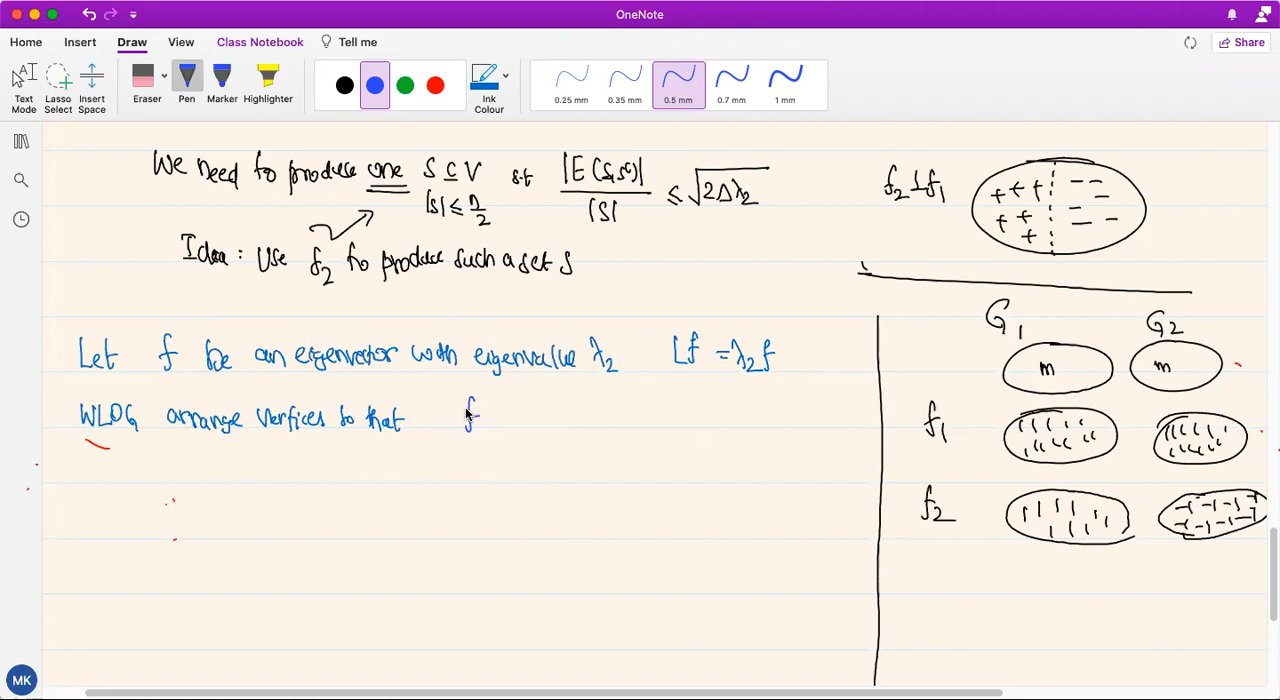 OneNote
Home Insert Draw View Class Notebook Tell me
Share
Text Mode
Lasso Select
Insert Space
Eraser
Pen
Marker
Highlighter
Ink Colour
0.25 mm
0.35 mm
0.5 mm
0.7 mm
1 mm
We need to produce one S ⊆ V s.t |E(S,Sᶜ)| / |S| ≤ √2Δλ₂
|S| ≤ n/2
Idea : Use f₂ to produce such a set S
f₂ ⊥ f₁
+ + + - -
+ + - -
+ - -
Let f be an eigenvector with eigenvalue λ₂ Lf = λ₂f
WLOG arrange vertices so that f
G₁ G₂
m m
f₁
f₂
MK